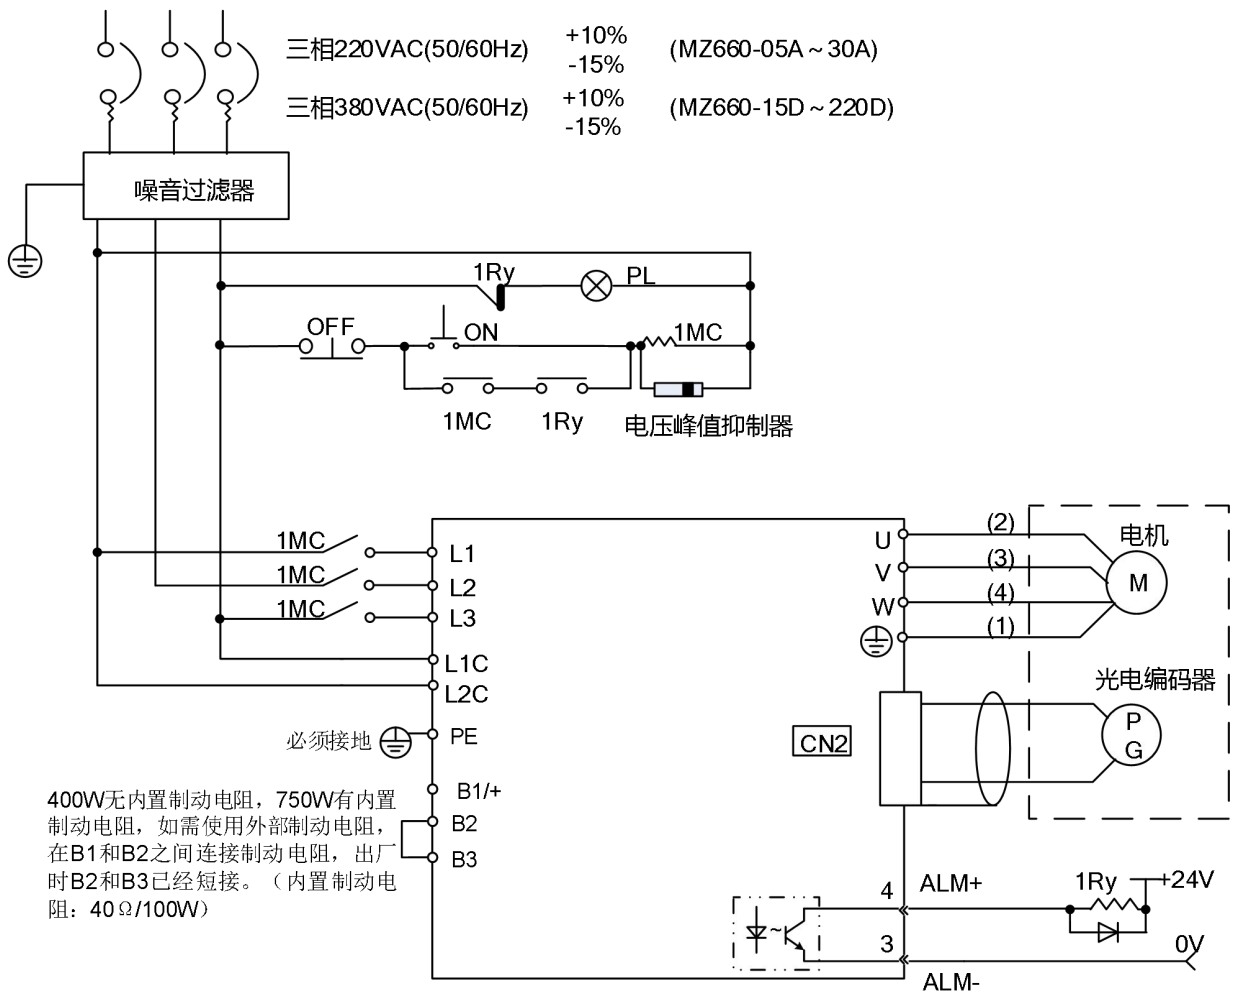 三相220VAC(50/60Hz) +10% -15% (MZ660-05A～30A)
三相380VAC(50/60Hz) +10% -15% (MZ660-15D～220D)
噪音过滤器
1Ry
PL
OFF
ON
1MC
1MC
1Ry
电压峰值抑制器
1MC
L1
1MC
L2
1MC
L3
L1C
L2C
必须接地
PE
B1/+
B2
B3
400W无内置制动电阻，750W有内置
制动电阻，如需使用外部制动电阻，
在B1和B2之间连接制动电阻，出厂
时B2和B3已经短接。（内置制动电
阻：40Ω/100W）
U
(2)
V
(3)
W
(4)
(1)
电机
M
光电编码器
P
G
CN2
4
ALM+
1Ry
+24V
~
3
ALM-
0V